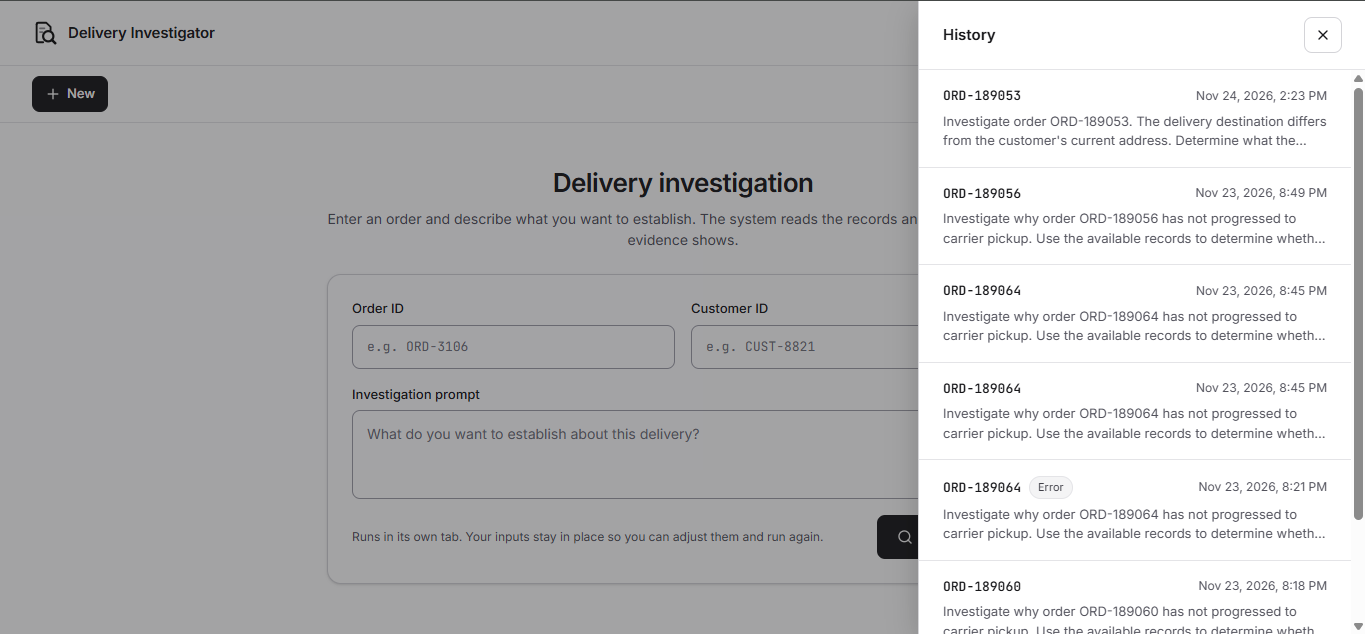 Delivery Investigator
New
Delivery investigation
Enter an order and describe what you want to establish. The system reads the records an
evidence shows.
Order ID
Customer ID
e.g. ORD-3106
e.g. CUST-8821
Investigation prompt
What do you want to establish about this delivery?
Runs in its own tab. Your inputs stay in place so you can adjust them and run again.
History
ORD-189053
Nov 24, 2026, 2:23 PM
Investigate order ORD-189053. The delivery destination differs
from the customer's current address. Determine what the...
ORD-189056
Nov 23, 2026, 8:49 PM
Investigate why order ORD-189056 has not progressed to
carrier pickup. Use the available records to determine wheth...
ORD-189064
Nov 23, 2026, 8:45 PM
Investigate why order ORD-189064 has not progressed to
carrier pickup. Use the available records to determine wheth...
ORD-189064
Nov 23, 2026, 8:45 PM
Investigate why order ORD-189064 has not progressed to
carrier pickup. Use the available records to determine wheth...
ORD-189064
Error
Nov 23, 2026, 8:21 PM
Investigate why order ORD-189064 has not progressed to
carrier pickup. Use the available records to determine wheth...
ORD-189060
Nov 23, 2026, 8:18 PM
Investigate why order ORD-189060 has not progressed to
carrier pickup. Use the available records to determine wheth...